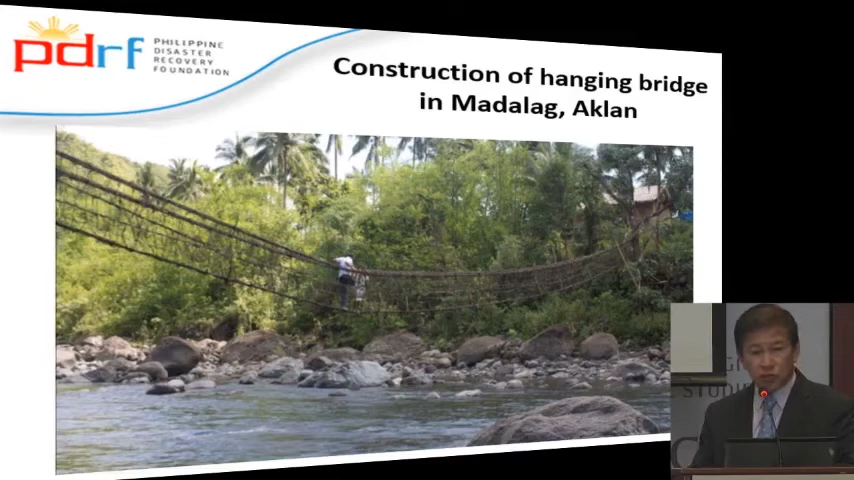 pdrf
PHILIPPINE
DISASTER
RECOVERY
FOUNDATION
Construction of hanging bridge
in Madalag, Aklan